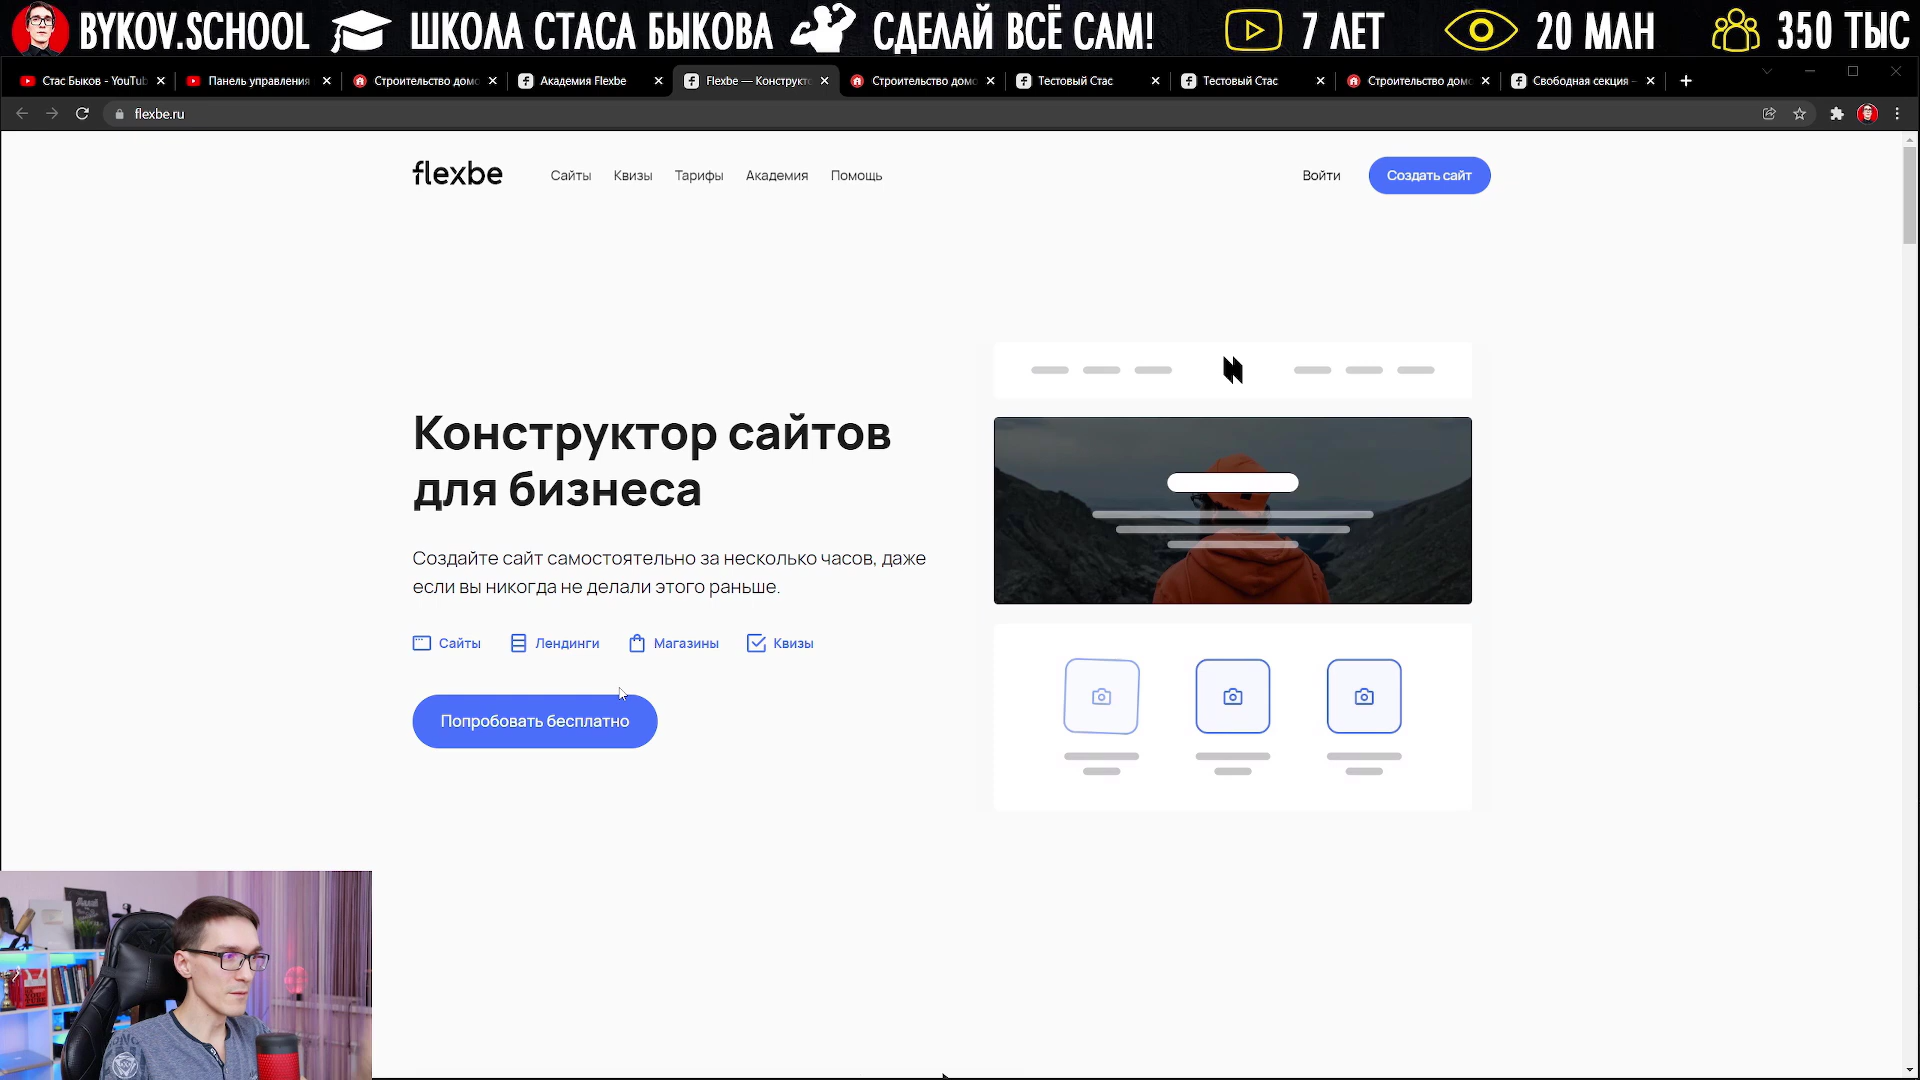 BYKOV.SCHOOL ШКОЛА СТАСА БЫКОВА СДЕЛАЙ ВСЁ САМ! 7 ЛЕТ 20 МЛН 350 ТЫС
Стас Быков - YouTub
Панель управления
Строительство домо
Академия Flexbe
Flexbe — Конструкто
Строительство домо
Тестовый Стас
Тестовый Стас
Строительство домо
Свободная секция -
flexbe.ru
flexbe Сайты Квизы Тарифы Академия Помощь Войти Создать сайт
Конструктор сайтов
для бизнеса
Создайте сайт самостоятельно за несколько часов, даже
если вы никогда не делали этого раньше.
Сайты Лендинги Магазины Квизы
Попробовать бесплатно